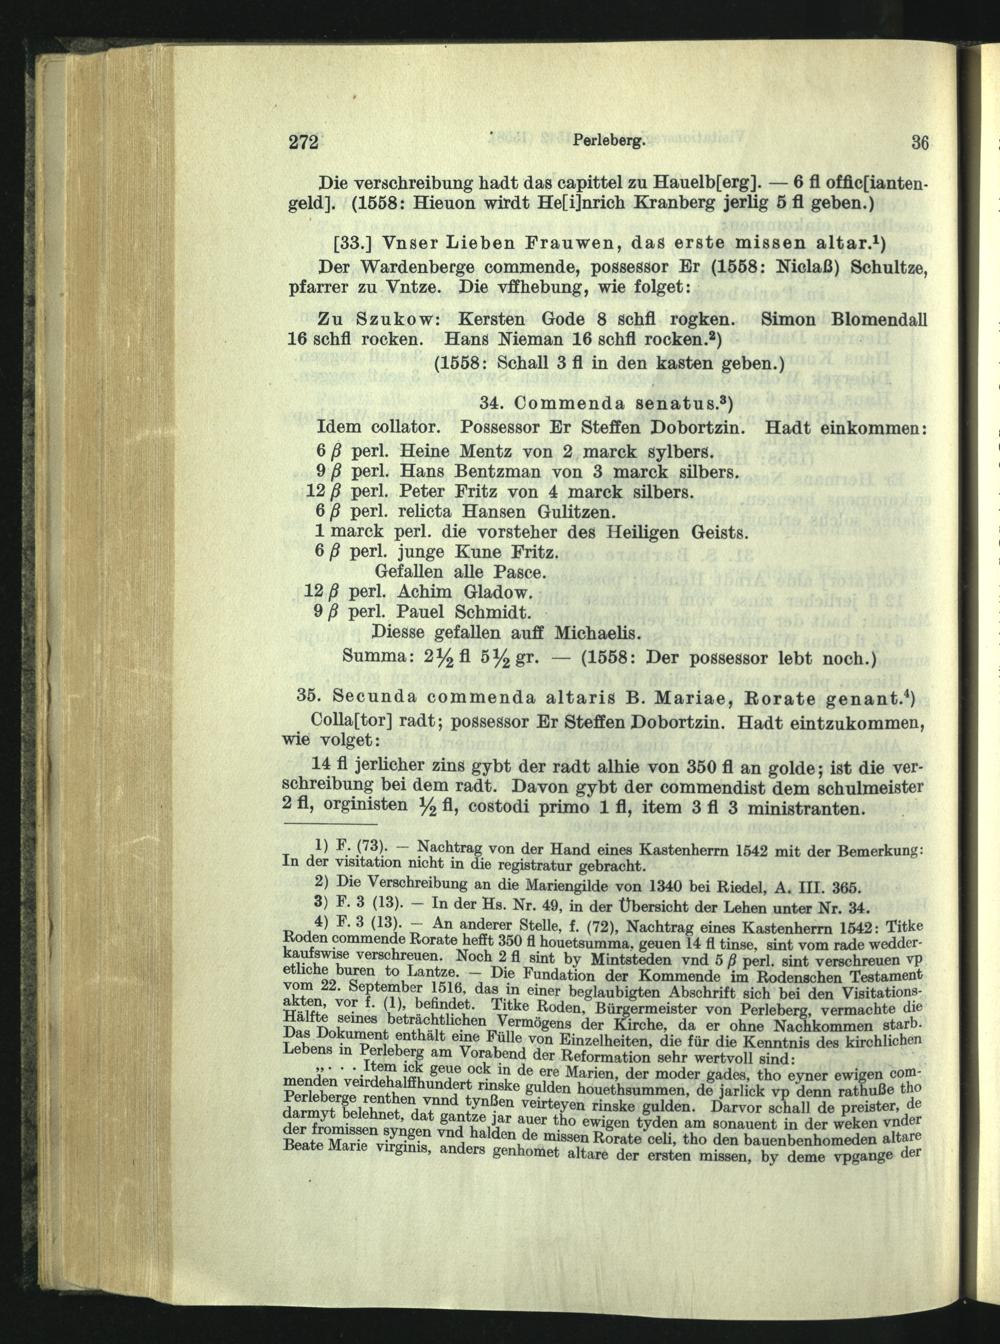 272 Perleberg. 36
Die verschreibung hadt das capittel zu Hauelb[erg]. — 6 fl offic[ianten-
geld]. (1558: Hieuon wirdt He[i]nrich Kranberg jerlig 5 fl geben.)
[33.] Vnser Lieben Frauwen, das erste missen altar.¹)
Der Wardenberge commende, possessor Er (1558: Niclaß) Schultze,
pfarrer zu Vntze. Die vffhebung, wie folget:
Zu Szukow: Kersten Gode 8 schfl rogken. Simon Blomendall
16 schfl rocken. Hans Nieman 16 schfl rocken.²)
(1558: Schall 3 fl in den kasten geben.)
34. Commenda senatus.³)
Idem collator. Possessor Er Steffen Dobortzin. Hadt einkommen:
6 β perl. Heine Mentz von 2 marck sylbers.
9 β perl. Hans Bentzman von 3 marck silbers.
12 β perl. Peter Fritz von 4 marck silbers.
6 β perl. relicta Hansen Gulitzen.
1 marck perl. die vorsteher des Heiligen Geists.
6 β perl. junge Kune Fritz.
Gefallen alle Pasce.
12 β perl. Achim Gladow.
9 β perl. Pauel Schmidt.
Diesse gefallen auff Michaelis.
Summa: 2½ fl 5½ gr. — (1558: Der possessor lebt noch.)
35. Secunda commenda altaris B. Mariae, Rorate genant.⁴)
Colla[tor] radt; possessor Er Steffen Dobortzin. Hadt eintzukommen,
wie volget:
14 fl jerlicher zins gybt der radt alhie von 350 fl an golde; ist die ver-
schreibung bei dem radt. Davon gybt der commendist dem schulmeister
2 fl, orginisten ½ fl, costodi primo 1 fl, item 3 fl 3 ministranten.
1) F. (73). — Nachtrag von der Hand eines Kastenherrn 1542 mit der Bemerkung:
In der visitation nicht in die registratur gebracht.
2) Die Verschreibung an die Mariengilde von 1340 bei Riedel, A. III. 365.
3) F. 3 (13). — In der Hs. Nr. 49, in der Übersicht der Lehen unter Nr. 34.
4) F. 3 (13). — An anderer Stelle, f. (72), Nachtrag eines Kastenherrn 1542: Titke
Roden commende Rorate hefft 350 fl houetsumma, geuen 14 fl tinse, sint vom rade wedder-
kaufswise verschreuen. Noch 2 fl sint by Mintsteden vnd 5 β perl. sint verschreuen vp
etliche buren to Lantze. — Die Fundation der Kommende im Rodenschen Testament
vom 22. September 1516, das in einer beglaubigten Abschrift sich bei den Visitations-
akten, vor f. (1), befindet. Titke Roden, Bürgermeister von Perleberg, vermachte die
Hälfte seines beträchtlichen Vermögens der Kirche, da er ohne Nachkommen starb.
Das Dokument enthält eine Fülle von Einzelheiten, die für die Kenntnis des kirchlichen
Lebens in Perleberg am Vorabend der Reformation sehr wertvoll sind:
„. . . Item ick geue ock in de ere Marien, der moder gades, tho eyner ewigen com-
menden veirdehalffhundert rinske gulden houethsummen, de jarlick vp denn rathuße tho
Perleberge renthen vnnd tynßen veirteyen rinske gulden. Darvor schall de preister, de
darmyt belehnet, dat gantze jar auer tho ewigen tyden am sonauent in der weken vnder
der fromissen syngen vnd halden de missen Rorate celi, tho den bauenbenhomeden altare
Beate Marie virginis, anders genhomet altare der ersten missen, by deme vpgange der